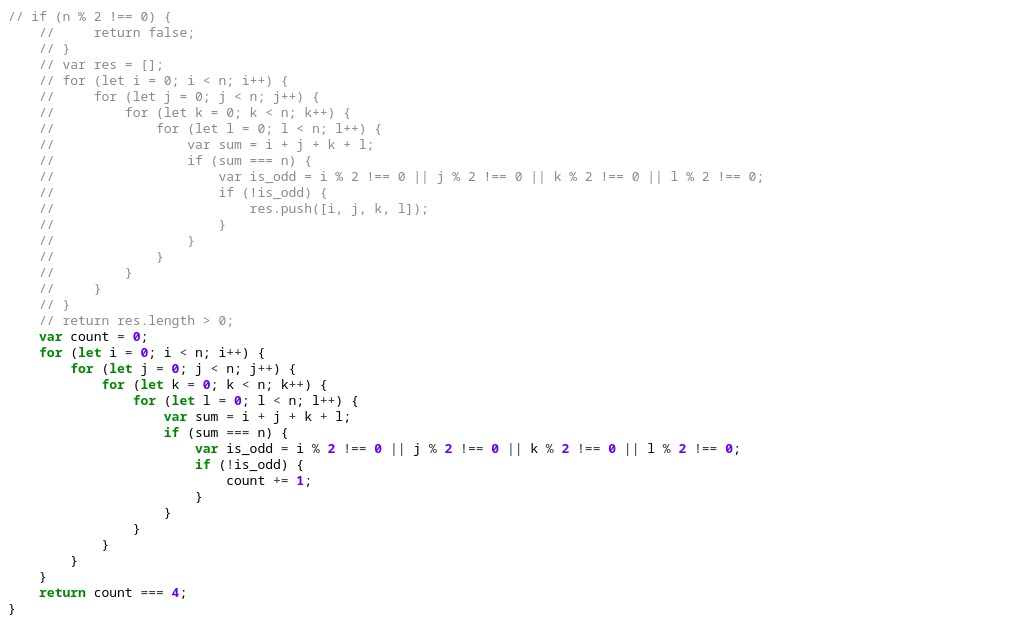 // if (n % 2 !== 0) {
    //     return false;
    // }
    // var res = [];
    // for (let i = 0; i < n; i++) {
    //     for (let j = 0; j < n; j++) {
    //         for (let k = 0; k < n; k++) {
    //             for (let l = 0; l < n; l++) {
    //                 var sum = i + j + k + l;
    //                 if (sum === n) {
    //                     var is_odd = i % 2 !== 0 || j % 2 !== 0 || k % 2 !== 0 || l % 2 !== 0;
    //                     if (!is_odd) {
    //                         res.push([i, j, k, l]);
    //                     }
    //                 }
    //             }
    //         }
    //     }
    // }
    // return res.length > 0;
    var count = 0;
    for (let i = 0; i < n; i++) {
        for (let j = 0; j < n; j++) {
            for (let k = 0; k < n; k++) {
                for (let l = 0; l < n; l++) {
                    var sum = i + j + k + l;
                    if (sum === n) {
                        var is_odd = i % 2 !== 0 || j % 2 !== 0 || k % 2 !== 0 || l % 2 !== 0;
                        if (!is_odd) {
                            count += 1;
                        }
                    }
                }
            }
        }
    }
    return count === 4;
}